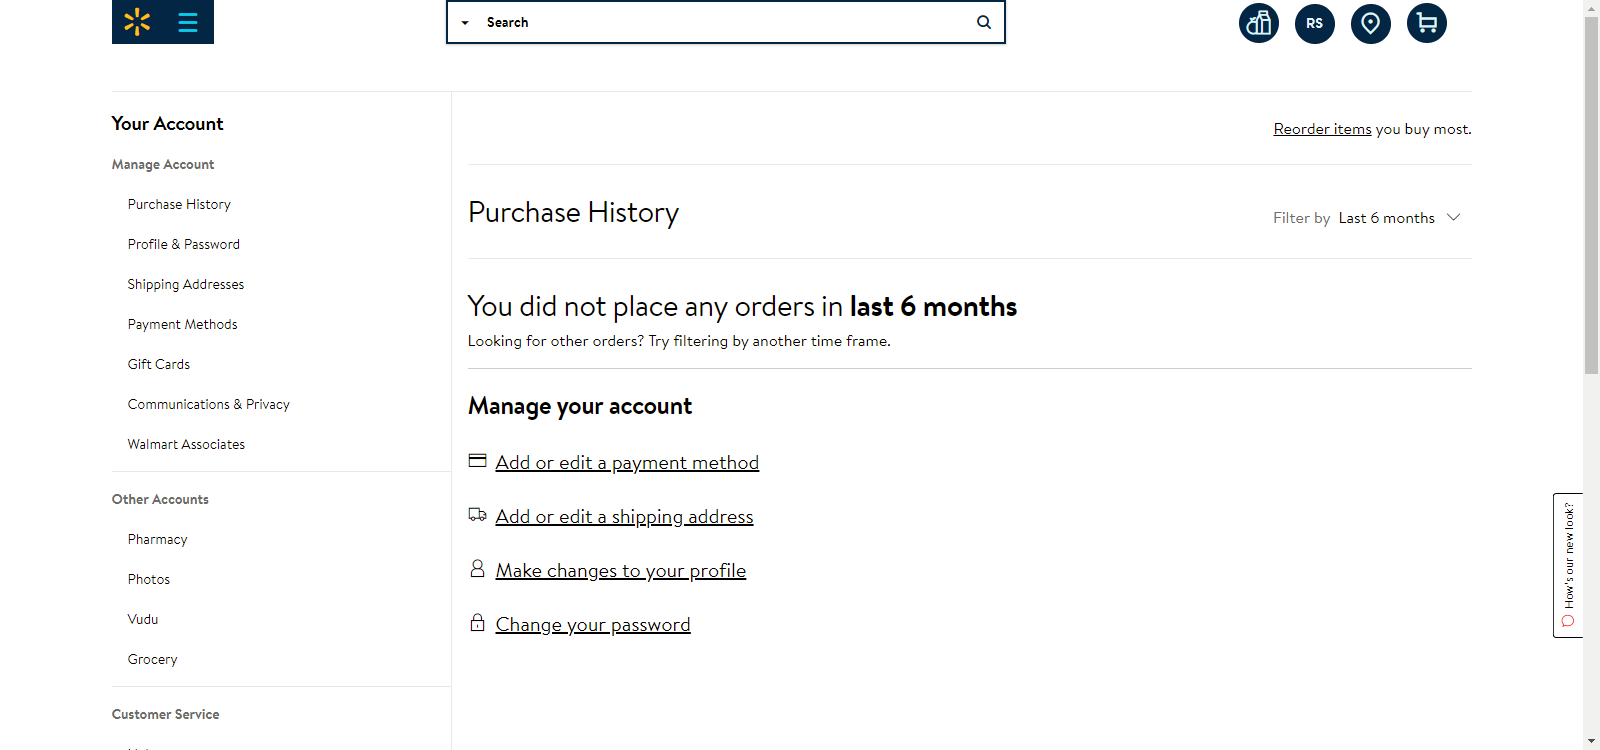 Search
RS
Your Account
Manage Account
Purchase History
Profile & Password
Shipping Addresses
Payment Methods
Gift Cards
Communications & Privacy
Walmart Associates
Other Accounts
Pharmacy
Photos
Vudu
Grocery
Customer Service
Reorder items you buy most.
Purchase History
Filter by Last 6 months
You did not place any orders in last 6 months
Looking for other orders? Try filtering by another time frame.
Manage your account
Add or edit a payment method
Add or edit a shipping address
Make changes to your profile
Change your password
How's our new look?